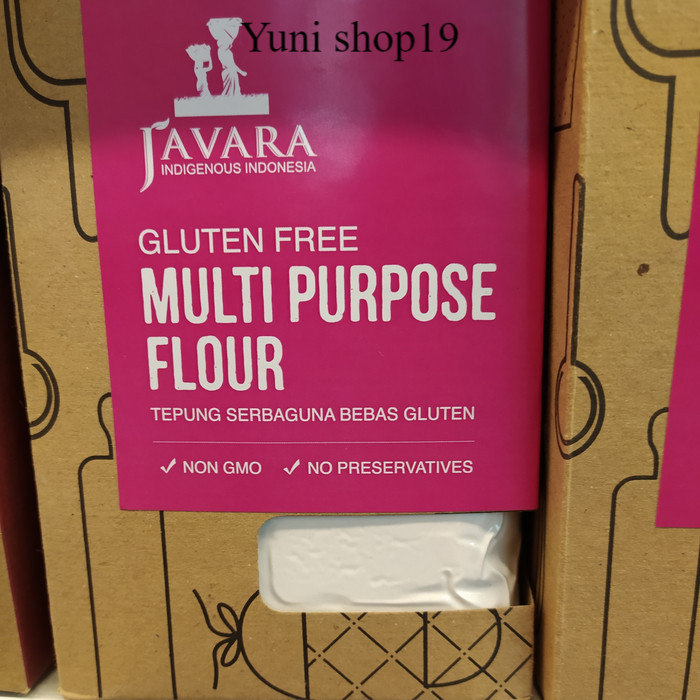 Yuni shop19
JAVARA
INDIGENOUS INDONESIA
GLUTEN FREE
MULTI PURPOSE
FLOUR
TEPUNG SERBAGUNA BEBAS GLUTEN
✓ NON GMO ✓ NO PRESERVATIVES